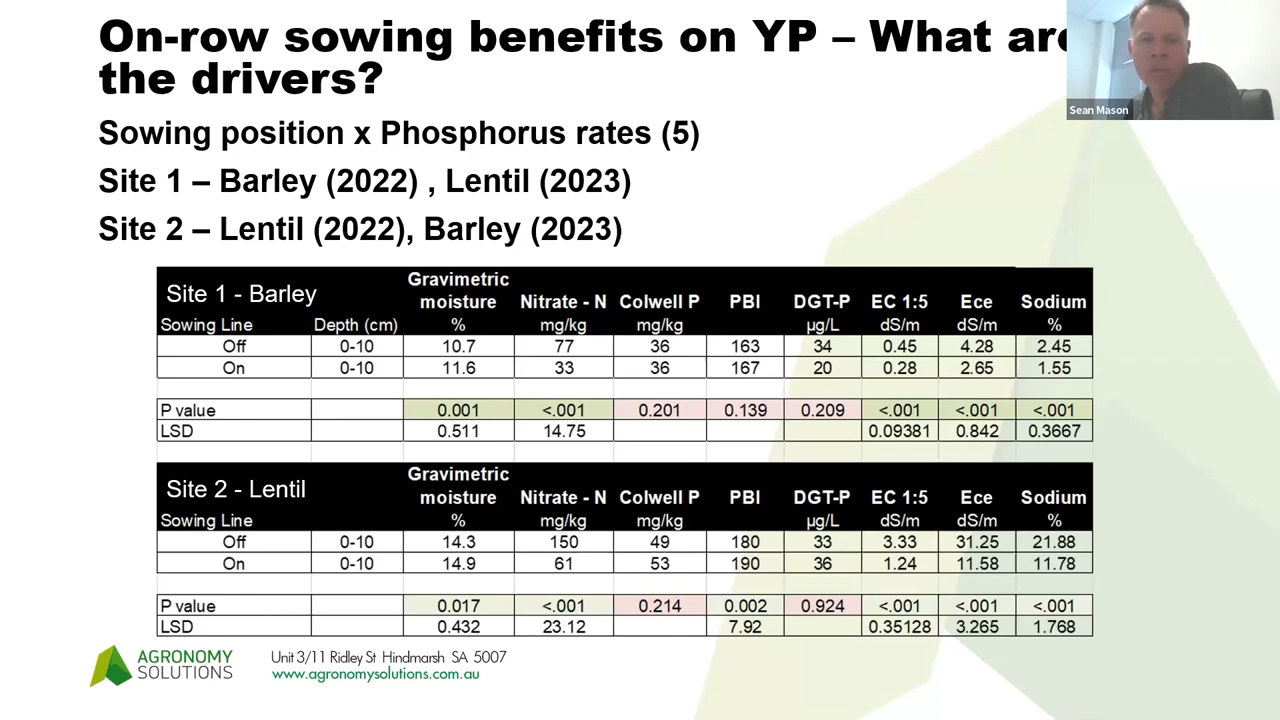 On-row sowing benefits on YP – What are
the drivers?
Sean Mason
Sowing position x Phosphorus rates (5)
Site 1 – Barley (2022) , Lentil (2023)
Site 2 – Lentil (2022), Barley (2023)
Site 1 - Barley Gravimetric moisture Nitrate - N Colwell P PBI DGT-P EC 1:5 Ece Sodium
Sowing Line Depth (cm) % mg/kg mg/kg µg/L dS/m dS/m %
Off 0-10 10.7 77 36 163 34 0.45 4.28 2.45
On 0-10 11.6 33 36 167 20 0.28 2.65 1.55
P value 0.001 <.001 0.201 0.139 0.209 <.001 <.001 <.001
LSD 0.511 14.75 0.09381 0.842 0.3667
Site 2 - Lentil Gravimetric moisture Nitrate - N Colwell P PBI DGT-P EC 1:5 Ece Sodium
Sowing Line % mg/kg mg/kg µg/L dS/m dS/m %
Off 0-10 14.3 150 49 180 33 3.33 31.25 21.88
On 0-10 14.9 61 53 190 36 1.24 11.58 11.78
P value 0.017 <.001 0.214 0.002 0.924 <.001 <.001 <.001
LSD 0.432 23.12 7.92 0.35128 3.265 1.768
AGRONOMY
SOLUTIONS
Unit 3/11 Ridley St Hindmarsh SA 5007
www.agronomysolutions.com.au